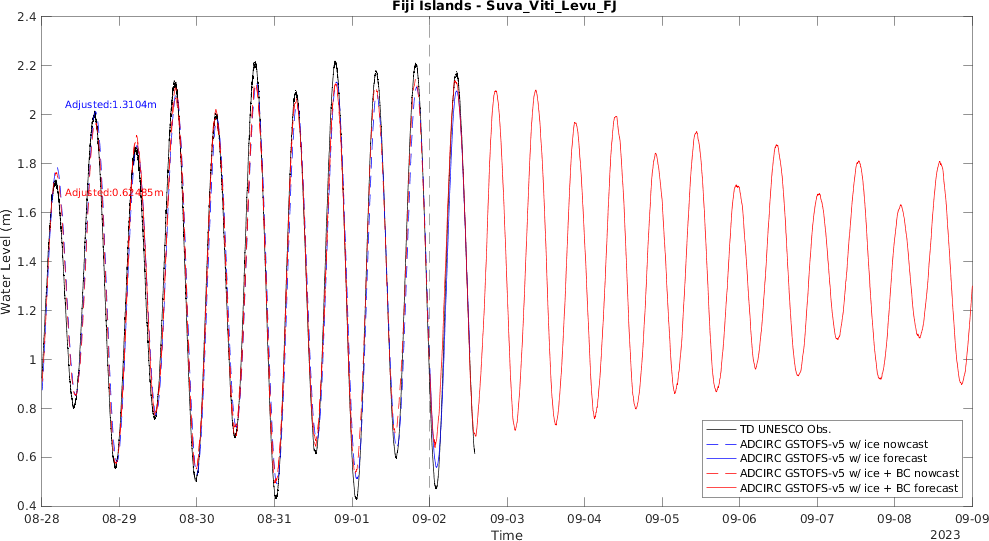 Fiji Islands - Suva_Viti_Levu_FJ
2.4
2.2
2
1.8
1.6
1.4
1.2
1
0.8
0.6
0.4
Water Level (m)
Adjusted:1.3104m
Adjusted:0.62485m
TD UNESCO Obs.
ADCIRC GSTOFS-v5 w/ ice nowcast
ADCIRC GSTOFS-v5 w/ ice forecast
ADCIRC GSTOFS-v5 w/ ice + BC nowcast
ADCIRC GSTOFS-v5 w/ ice + BC forecast
08-28 08-29 08-30 08-31 09-01 09-02 09-03 09-04 09-05 09-06 09-07 09-08 09-09
Time
2023